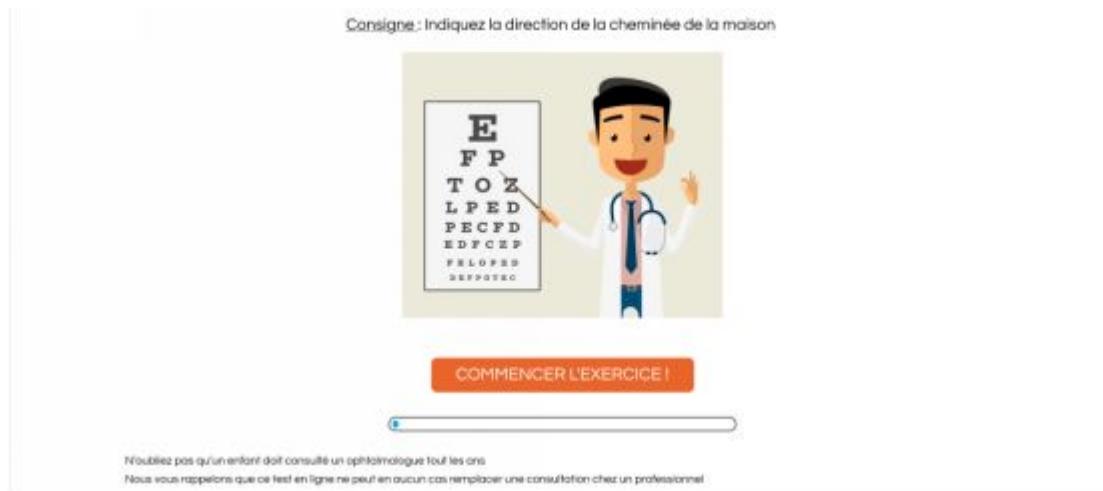 Consigne : Indiquez la direction de la cheminée de la maison
E
F P
T O Z
L P E D
P E C F D
E D F C Z P
F E L O P Z D
D E F P O T E C
COMMENCER L'EXERCICE !
N'oubliez pas qu'un enfant doit consulté un ophtalmologue tout les ans
Nous vous rappelons que ce test en ligne ne peut en aucun cas remplacer une consultation chez un professionnel